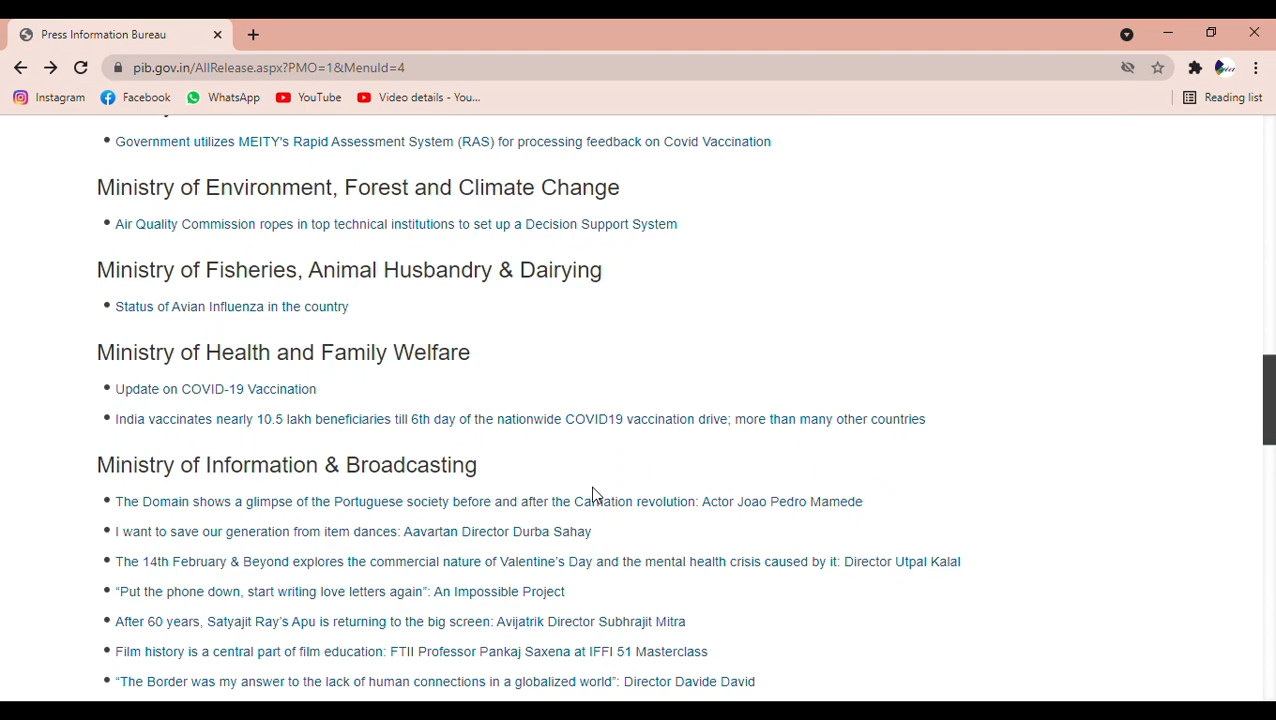 Press Information Bureau
pib.gov.in/AllRelease.aspx?PMO=1&MenuId=4
Instagram Facebook WhatsApp YouTube Video details - You... Reading list
Government utilizes MEITY's Rapid Assessment System (RAS) for processing feedback on Covid Vaccination
Ministry of Environment, Forest and Climate Change
Air Quality Commission ropes in top technical institutions to set up a Decision Support System
Ministry of Fisheries, Animal Husbandry & Dairying
Status of Avian Influenza in the country
Ministry of Health and Family Welfare
Update on COVID-19 Vaccination
India vaccinates nearly 10.5 lakh beneficiaries till 6th day of the nationwide COVID19 vaccination drive; more than many other countries
Ministry of Information & Broadcasting
The Domain shows a glimpse of the Portuguese society before and after the Carnation revolution: Actor Joao Pedro Mamede
I want to save our generation from item dances: Aavartan Director Durba Sahay
The 14th February & Beyond explores the commercial nature of Valentine’s Day and the mental health crisis caused by it: Director Utpal Kalal
“Put the phone down, start writing love letters again”: An Impossible Project
After 60 years, Satyajit Ray’s Apu is returning to the big screen: Avijatrik Director Subhrajit Mitra
Film history is a central part of film education: FTII Professor Pankaj Saxena at IFFI 51 Masterclass
“The Border was my answer to the lack of human connections in a globalized world”: Director Davide David